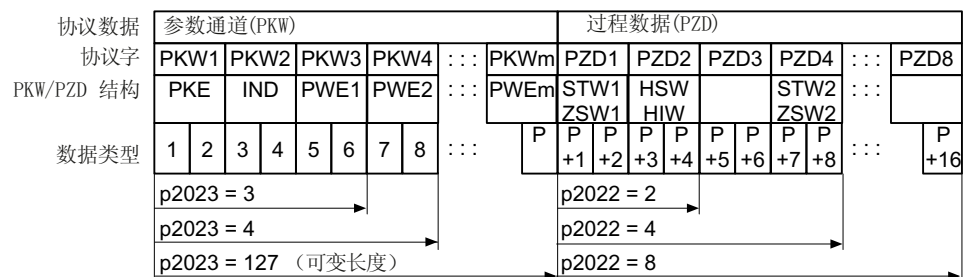 协议数据 参数通道(PKW) 过程数据(PZD)
协议字 PKW1 PKW2 PKW3 PKW4 : : : PKWm PZD1 PZD2 PZD3 PZD4 : : : PZD8
PKW/PZD 结构 PKE IND PWE1 PWE2 : : : PWEm STW1 HSW STW2 : : :
ZSW1 HIW ZSW2
数据类型 1 2 3 4 5 6 7 8 : : : P P P P P P P P P : : : P
+1 +2 +3 +4 +5 +6 +7 +8 +16
p2023 = 3 p2022 = 2
p2023 = 4 p2022 = 4
p2023 = 127 （可变长度） p2022 = 8